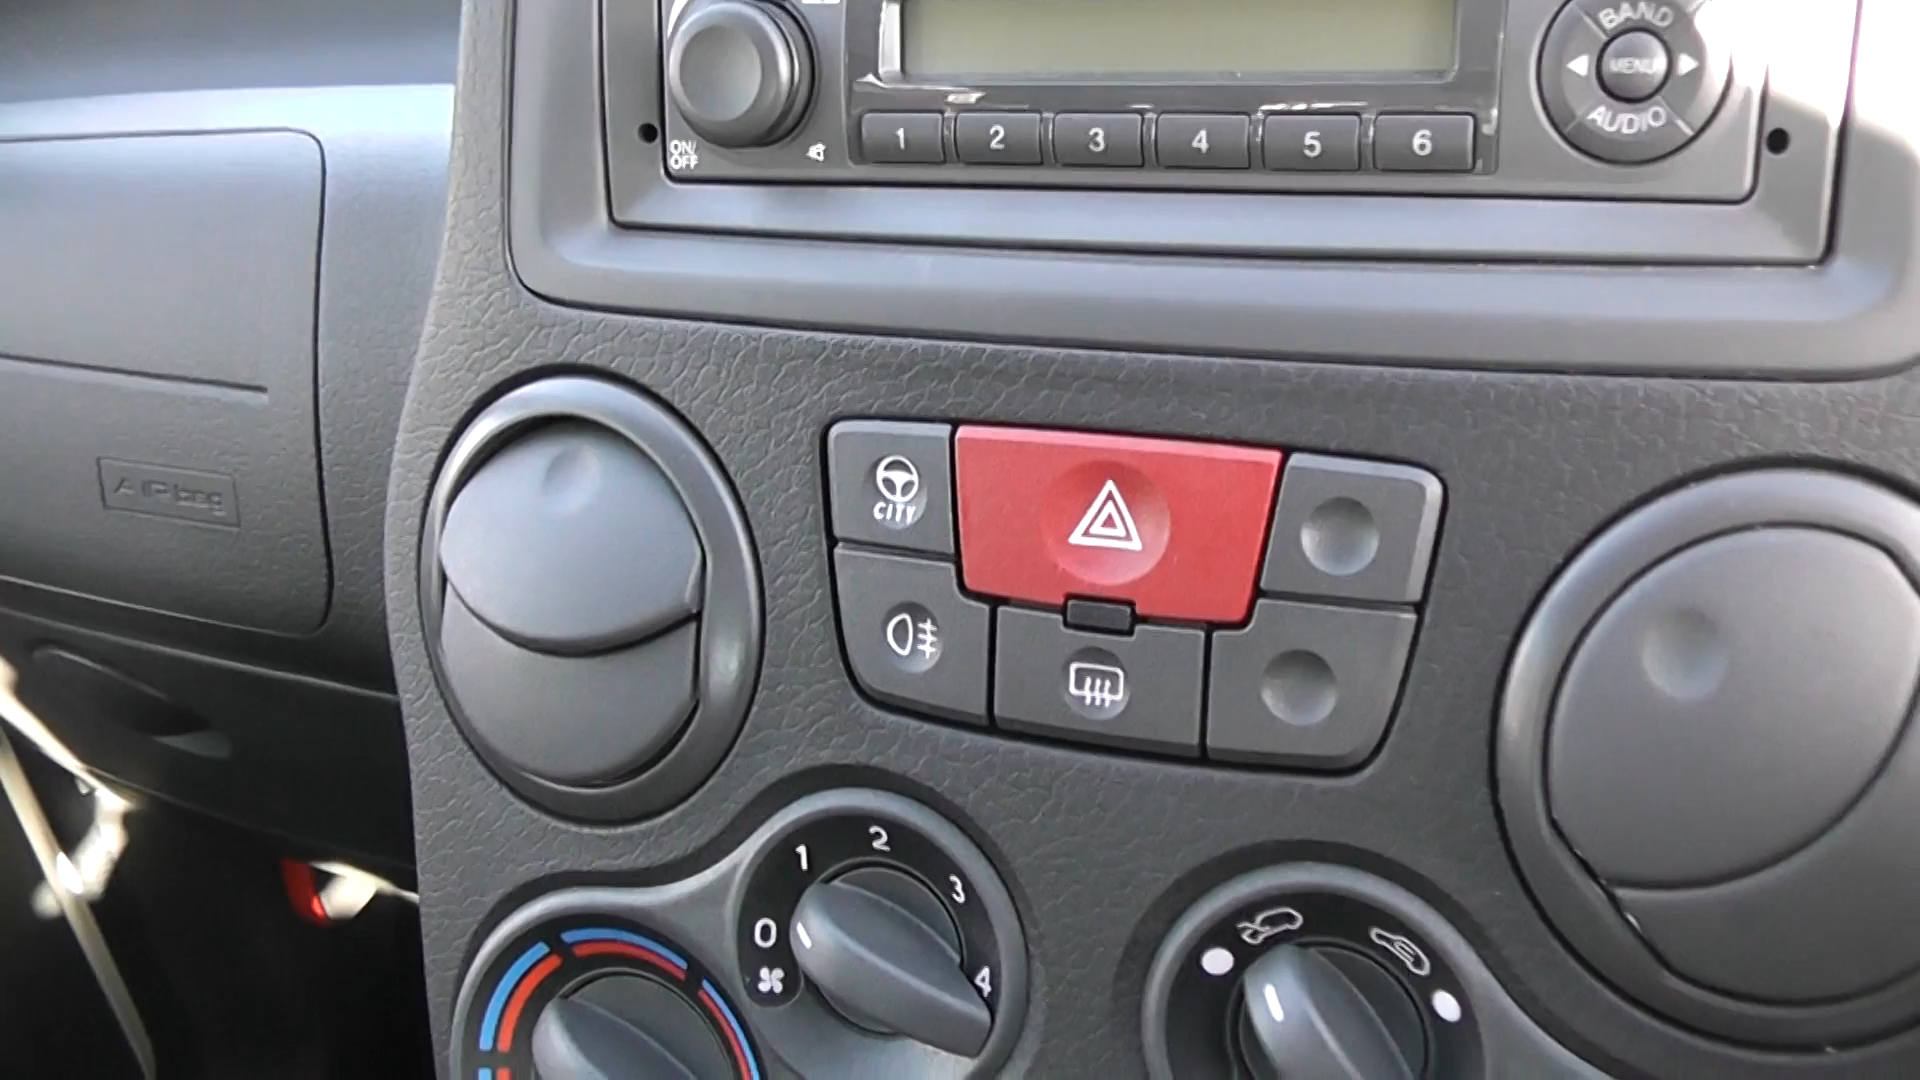 BAND
MENU
AUDIO
ON/
OFF
1 2 3 4 5 6
AIRbag
CITY
0 1 2 3 4